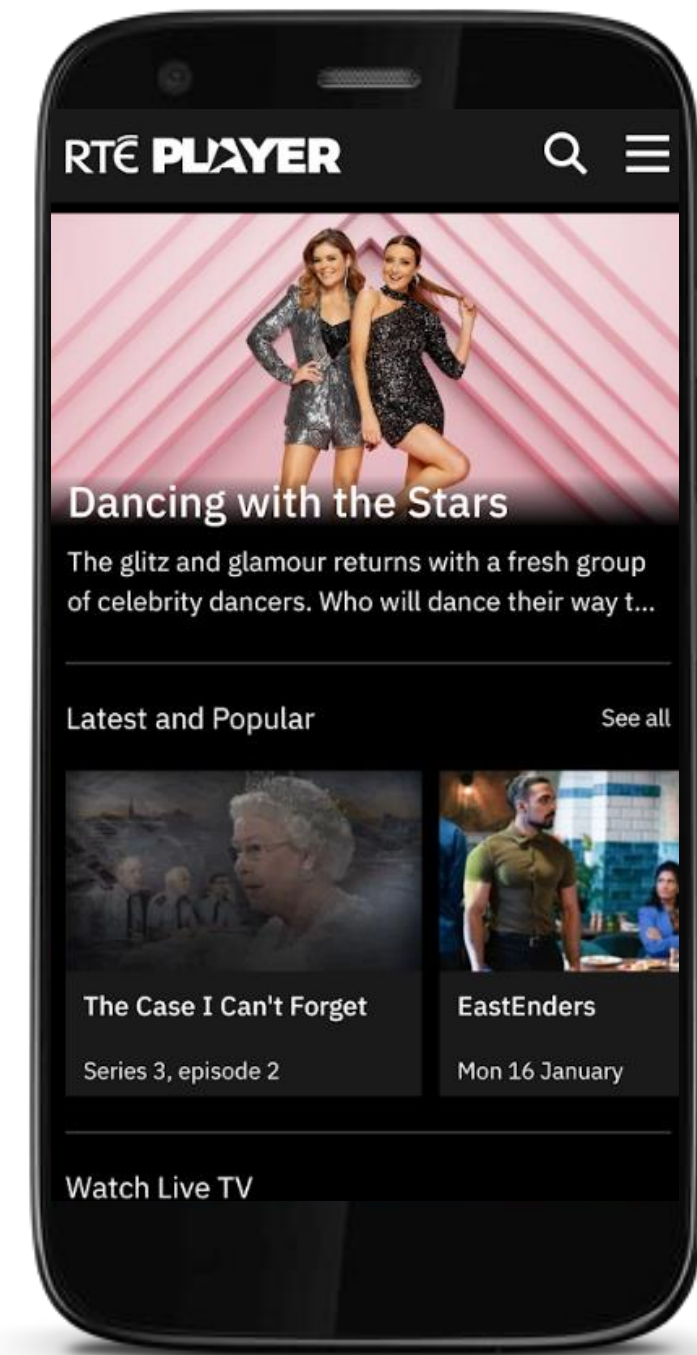 RTÉ PLAYER
Dancing with the Stars
The glitz and glamour returns with a fresh group
of celebrity dancers. Who will dance their way t...
Latest and Popular
See all
The Case I Can't Forget
Series 3, episode 2
EastEnders
Mon 16 January
Watch Live TV